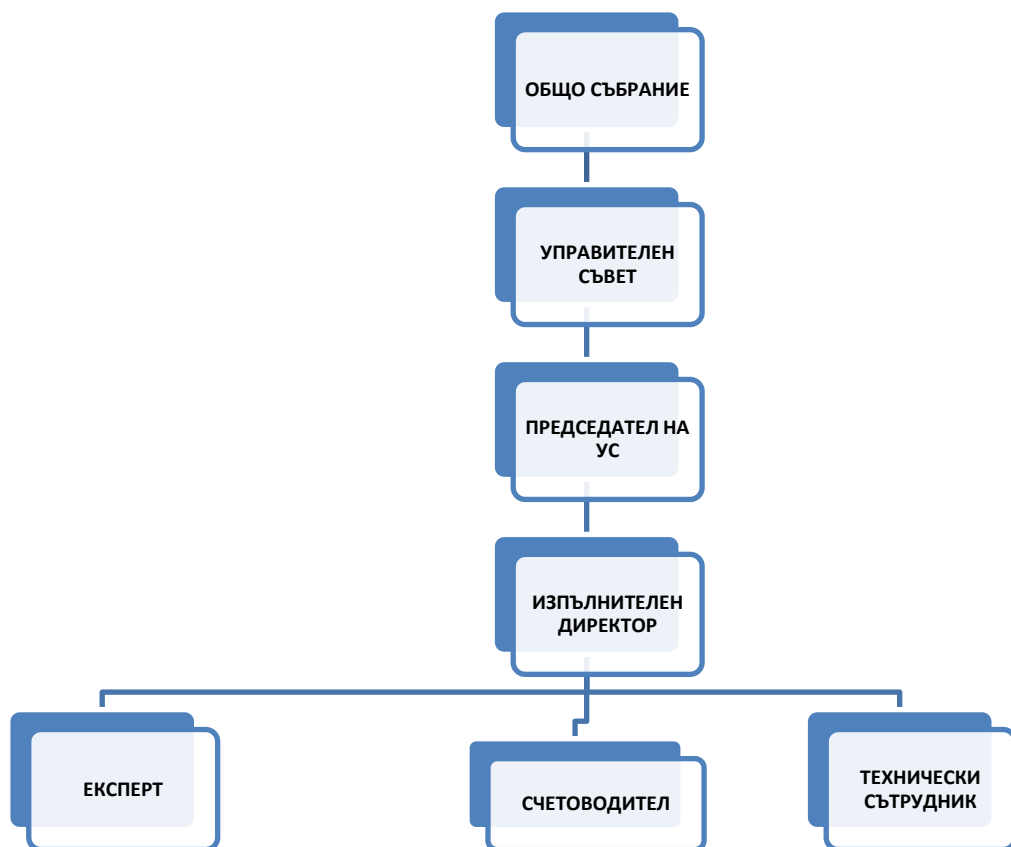 ОБЩО СЪБРАНИЕ
УПРАВИТЕЛЕН
СЪВЕТ
ПРЕДСЕДАТЕЛ НА
УС
ИЗПЪЛНИТЕЛЕН
ДИРЕКТОР
ЕКСПЕРТ
СЧЕТОВОДИТЕЛ
ТЕХНИЧЕСКИ
СЪТРУДНИК